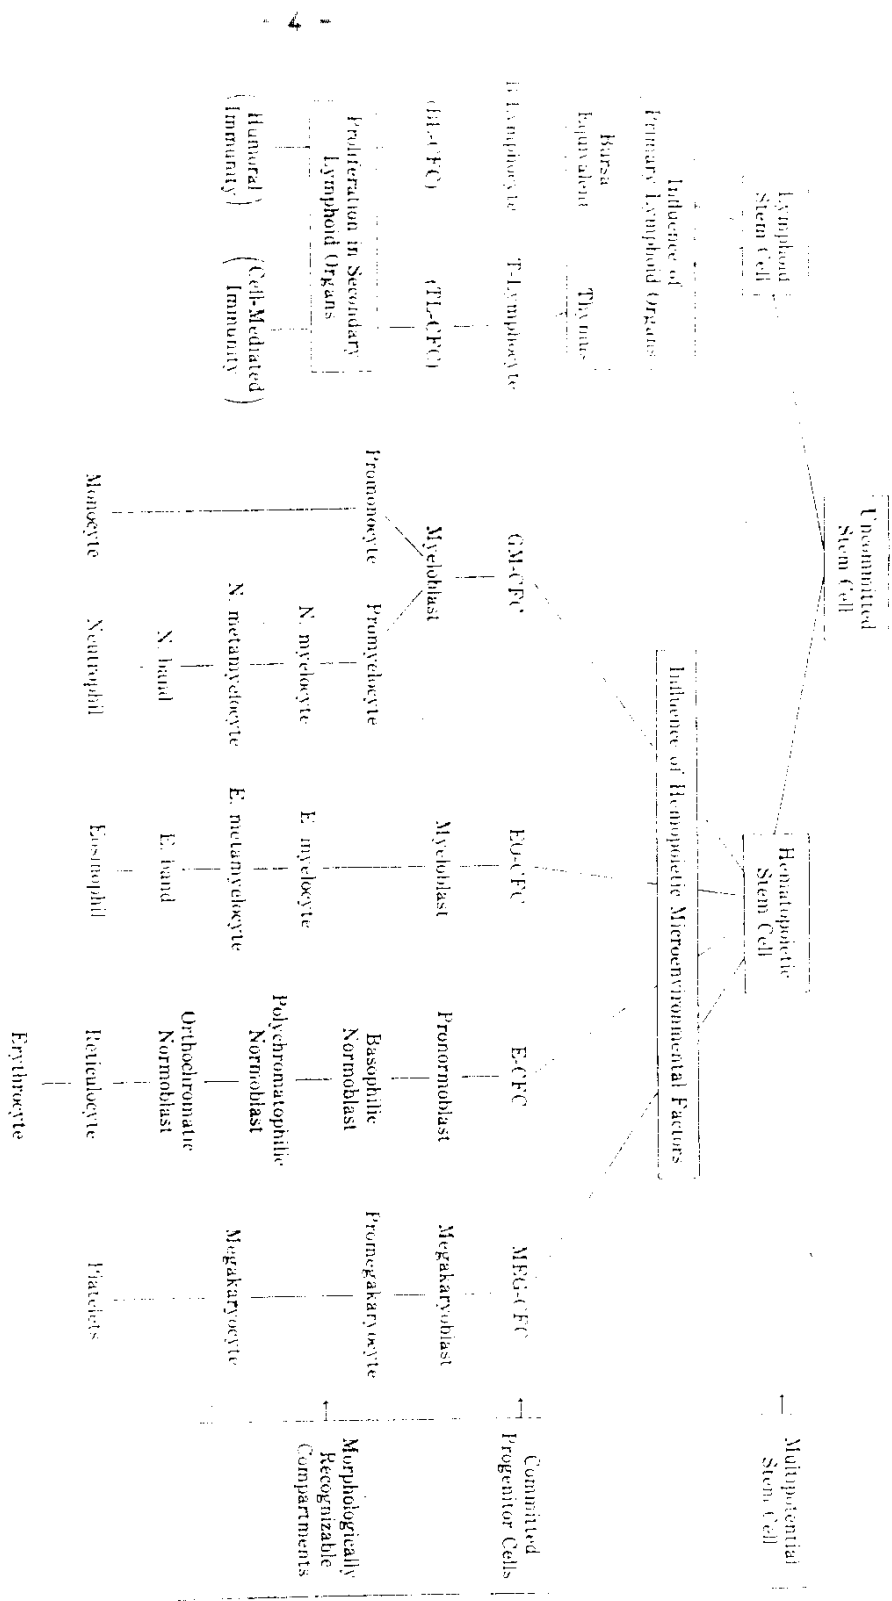 - 4 -
Uncommitted
Stem Cell
Lymphoid
Stem Cell
Hematopoietic
Stem Cell
Multipotential
Stem Cell
Influence of
Primary Lymphoid Organs
Bursa
Equivalent
Thymus
Influence of Hemopoietic Microenvironmental Factors
B-Lymphocyte
T-Lymphocyte
GM-CFC
EO-CFC
E-CFC
MEG-CFC
Committed
Progenitor Cells
(BL-CFC)
(TL-CFC)
Myeloblast
Myeloblast
Pronormoblast
Megakaryoblast
Proliferation in Secondary
Lymphoid Organs
Promonocyte
Promyelocyte
Basophilic
Normoblast
Promegakaryocyte
Morphologically
Recognizable
Compartments
N. myelocyte
E. myelocyte
(Humoral
Immunity)
(Cell-Mediated
Immunity)
N. metamyelocyte
E. metamyelocyte
Polychromatophilic
Normoblast
Megakaryocyte
N. band
E. band
Orthochromatic
Normoblast
Monocyte
Neutrophil
Eosinophil
Reticulocyte
Platelets
Erythrocyte